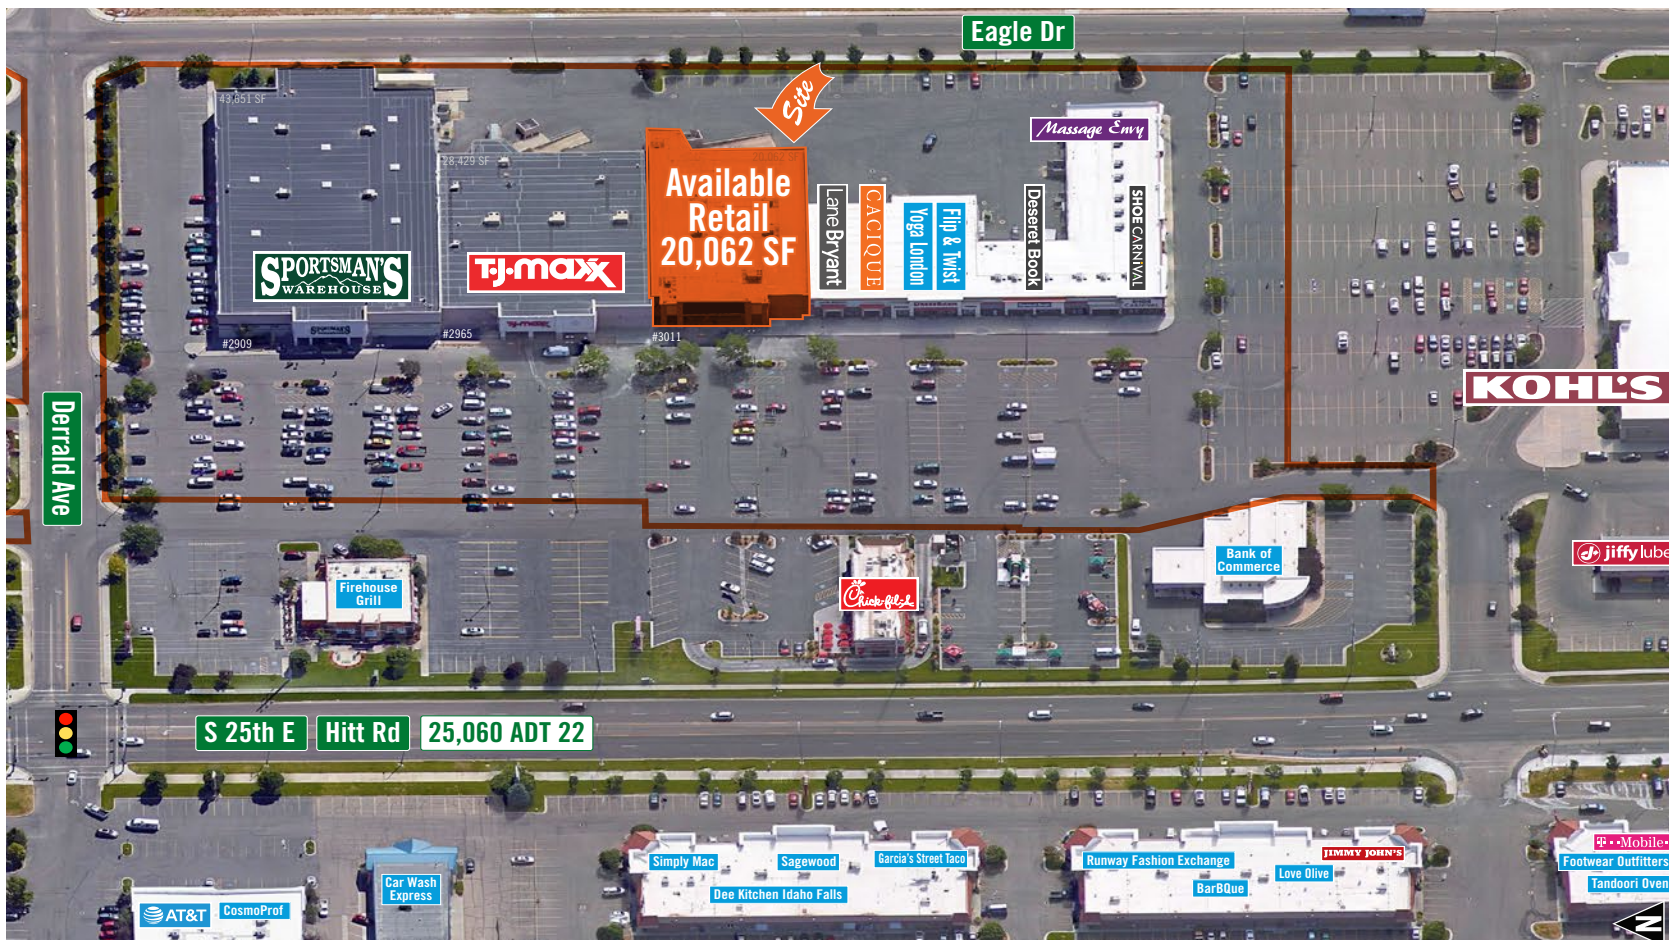 Eagle Dr
Site
43,651 SF
28,429 SF
20,062 SF
Available
Retail
20,062 SF
Massage Envy
SPORTSMAN'S
WAREHOUSE
T·J·maxx
Lane Bryant
CACIQUE
Yoga London
Flip & Twist
Deseret Book
SHOE CARNIVAL
SPORTSMAN'S
T·J·maxx
#2909
#2965
#3011
KOHL'S
Derrald Ave
jiffy lube
Firehouse
Grill
Chick-fil-A
Bank of
Commerce
S 25th E
Hitt Rd
25,060 ADT 22
Simply Mac
Sagewood
Garcia's Street Taco
Dee Kitchen Idaho Falls
Runway Fashion Exchange
JIMMY JOHN'S
Love Olive
BarBQue
T-Mobile
Footwear Outfitters
Tandoori Oven
Car Wash
Express
AT&T
CosmoProf
N